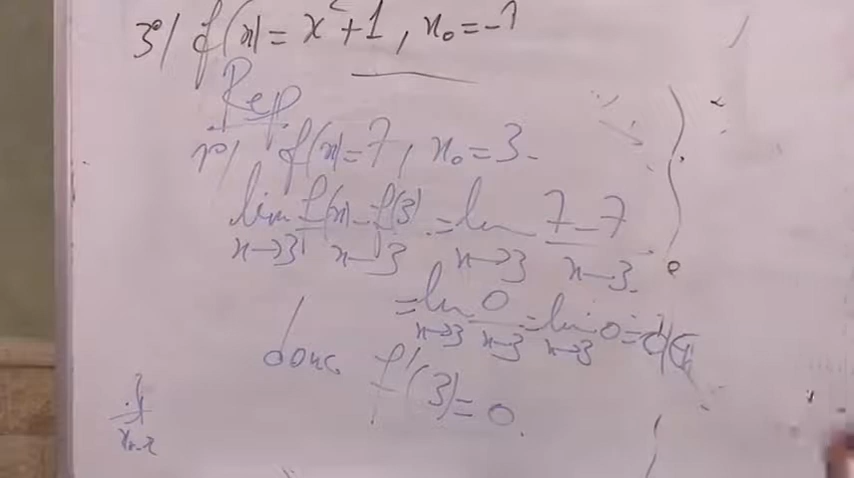 3°/ f(x) = x² + 1, x₀ = -1
Rep
1°/ f(x) = 7, x₀ = 3.
lim x→3 (f(x) - f(3))/(x - 3) = lim x→3 (7 - 7)/(x - 3)
= lim x→3 0/(x - 3) = lim x→3 0 = 0
donc f'(3) = 0.